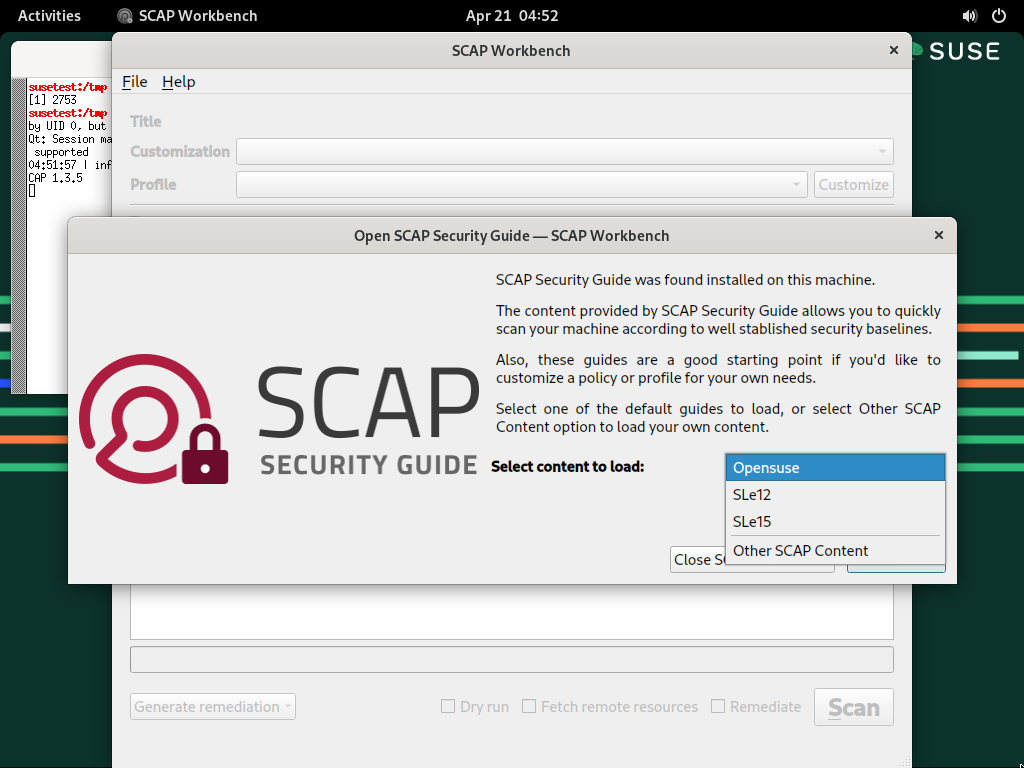 Activities
SCAP Workbench
Apr 21 04:52
SCAP Workbench
SUSE
File Help
susetest:/tmp
[1] 2753
susetest:/tmp
by UID 0, but
Qt: Session ma
supported
04:51:57 | inf
CAP 1.3.5
Title
Customization
Profile
Customize
Open SCAP Security Guide — SCAP Workbench
SCAP Security Guide was found installed on this machine.
The content provided by SCAP Security Guide allows you to quickly
scan your machine according to well stablished security baselines.
Also, these guides are a good starting point if you'd like to
customize a policy or profile for your own needs.
Select one of the default guides to load, or select Other SCAP
Content option to load your own content.
SCAP
SECURITY GUIDE
Select content to load:
Opensuse
SLe12
SLe15
Other SCAP Content
Close S
Generate remediation
Dry run
Fetch remote resources
Remediate
Scan